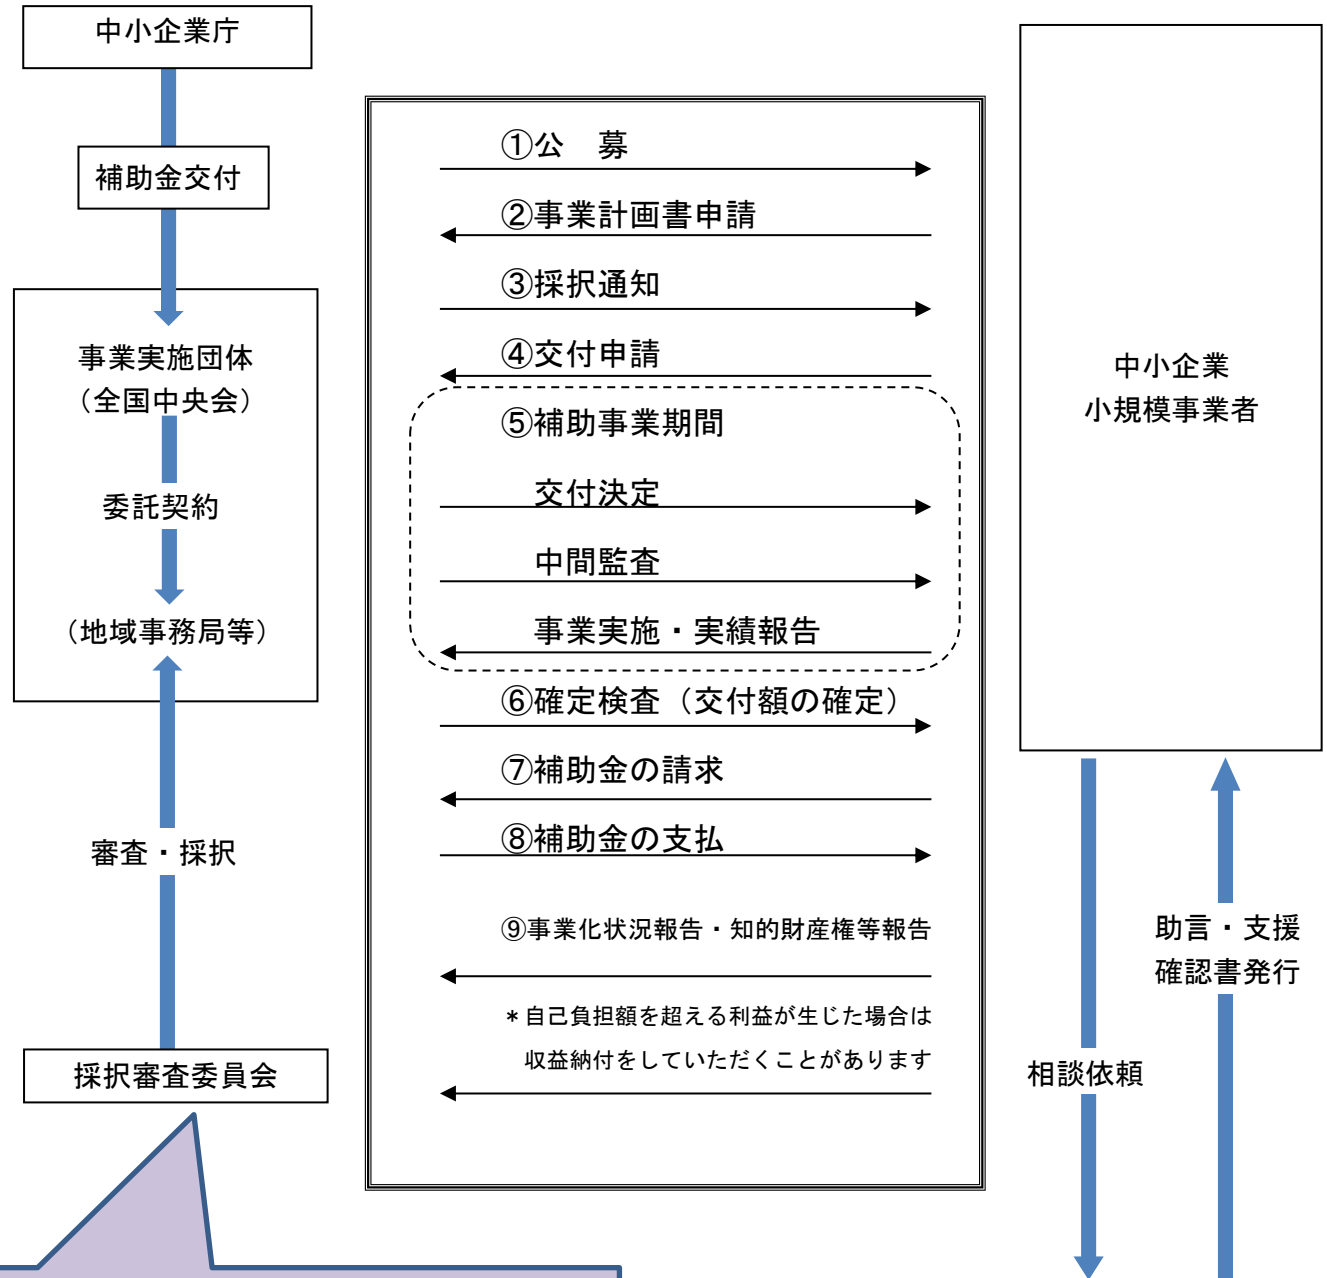 中小企業庁
補助金交付
事業実施団体
（全国中央会）
委託契約
（地域事務局等）
審査・採択
採択審査委員会
①公　募
②事業計画書申請
③採択通知
④交付申請
⑤補助事業期間
交付決定
中間監査
事業実施・実績報告
⑥確定検査（交付額の確定）
⑦補助金の請求
⑧補助金の支払
⑨事業化状況報告・知的財産権等報告
＊自己負担額を超える利益が生じた場合は
収益納付をしていただくことがあります
中小企業
小規模事業者
助言・支援
確認書発行
相談依頼